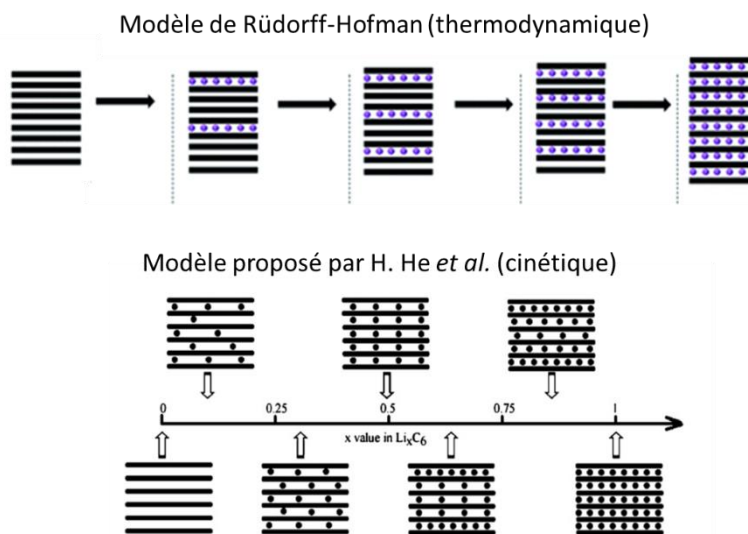 Modèle de Rüdorff-Hofman (thermodynamique)
Modèle proposé par H. He et al. (cinétique)
0 0.25 0.5 0.75 1
x value in LixC6